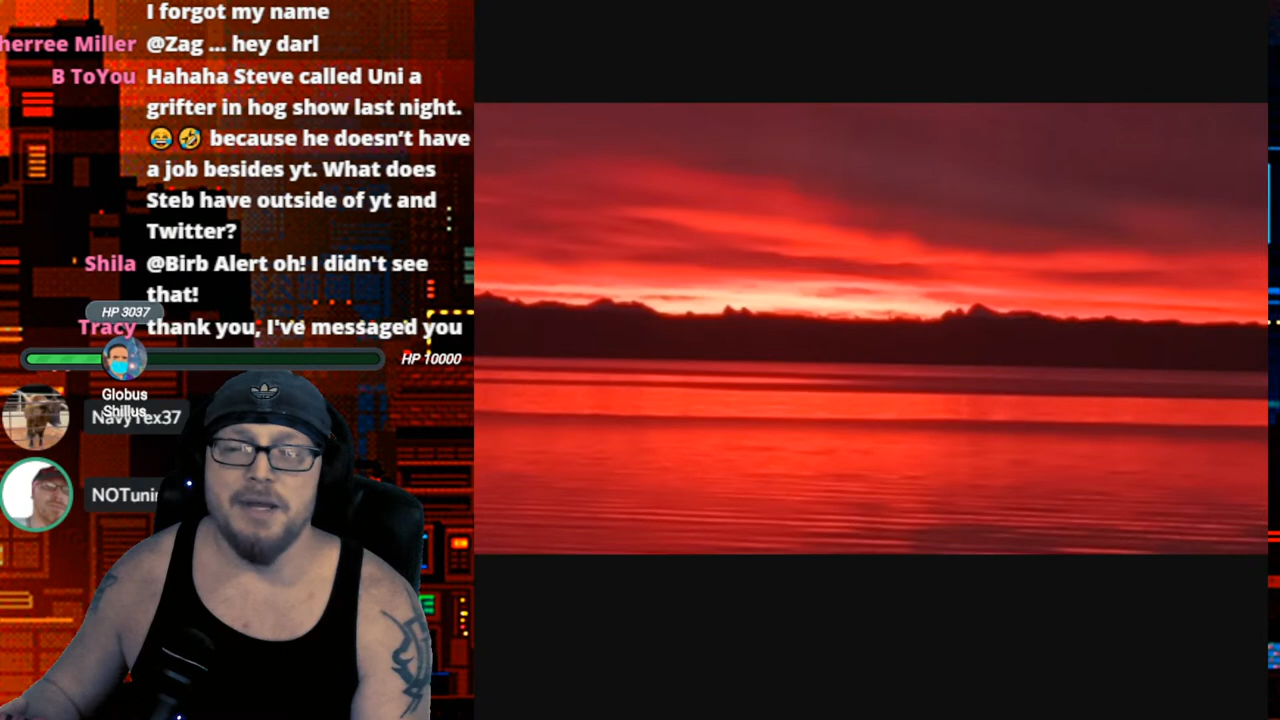 I forgot my name
herree Miller @Zag ... hey darl
B ToYou Hahaha Steve called Uni a
grifter in hog show last night.
😂 🤣 because he doesn't have
a job besides yt. What does
Steb have outside of yt and
Twitter?
Shila @Birb Alert oh! I didn't see
that!
HP 3037
Tracy thank you, I've messaged you
HP 10000
Globus
Shillus
NavyTex37
NOTuni